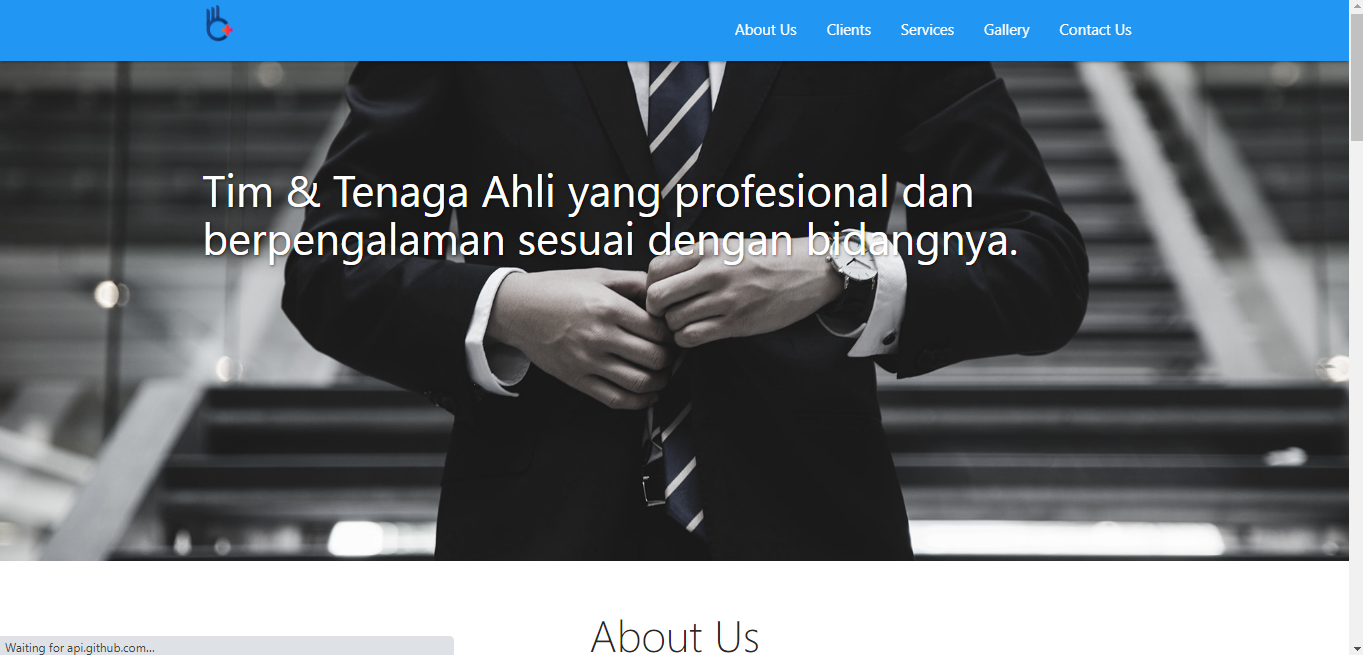 About Us
Clients
Services
Gallery
Contact Us
Tim & Tenaga Ahli yang profesional dan
berpengalaman sesuai dengan bidangnya.
About Us
Waiting for api.github.com...